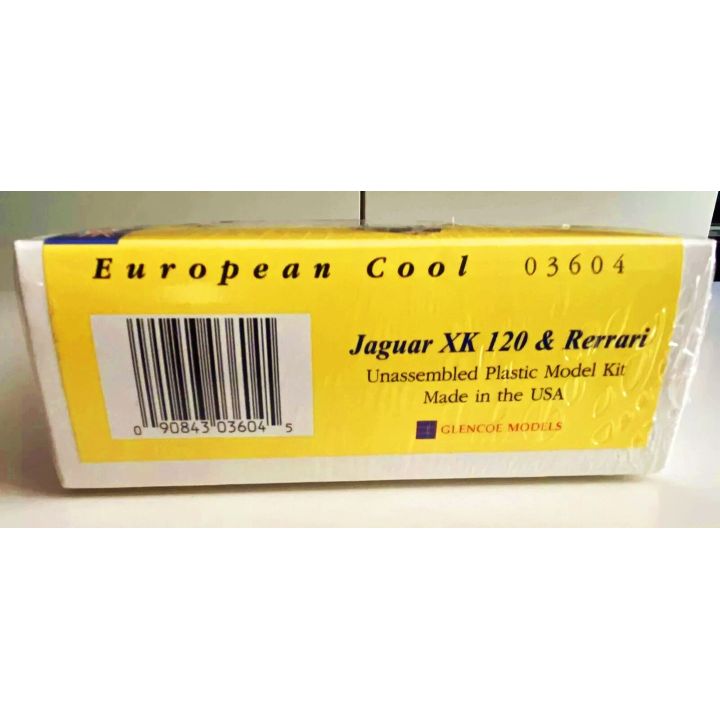 European Cool 03604
Jaguar XK 120 & Rerrari
Unassembled Plastic Model Kit
Made in the USA
GLENCOE MODELS
0 90843 03604 5